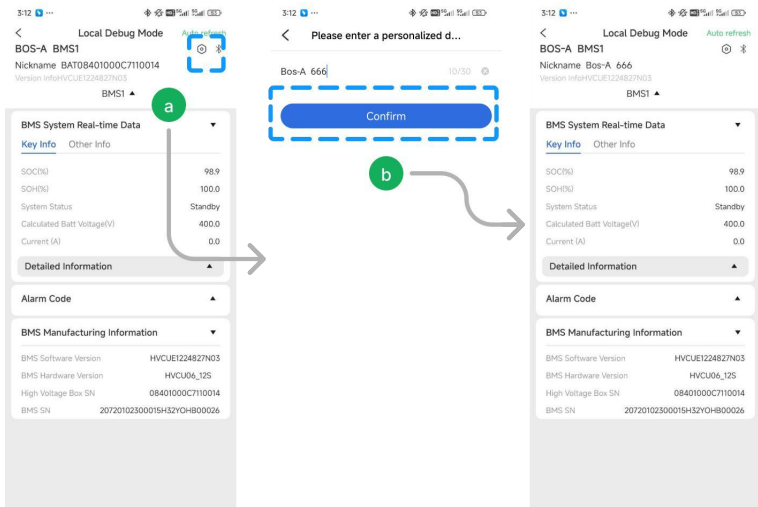 3:12
Local Debug Mode Auto refresh
BOS-A BMS1
Nickname BAT08401000C7110014
Version InfoHVCUE1224827N03
BMS1 ▲
a
BMS System Real-time Data ▼
Key Info Other Info
SOC(%) 98.9
SOH(%) 100.0
System Status Standby
Calculated Batt Voltage(V) 400.0
Current (A) 0.0
Detailed Information ▲
Alarm Code ▲
BMS Manufacturing Information ▼
BMS Software Version HVCUE1224827N03
BMS Hardware Version HVCU06_12S
High Voltage Box SN 08401000C7110014
BMS SN 20720102300015H32YOHB00026
3:12
Please enter a personalized d...
Bos-A 666 10/30
Confirm
b
3:12
Local Debug Mode Auto refresh
BOS-A BMS1
Nickname Bos-A 666
Version InfoHVCUE1224827N03
BMS1 ▲
BMS System Real-time Data ▼
Key Info Other Info
SOC(%) 98.9
SOH(%) 100.0
System Status Standby
Calculated Batt Voltage(V) 400.0
Current (A) 0.0
Detailed Information ▲
Alarm Code ▲
BMS Manufacturing Information ▼
BMS Software Version HVCUE1224827N03
BMS Hardware Version HVCU06_12S
High Voltage Box SN 08401000C7110014
BMS SN 20720102300015H32YOHB00026